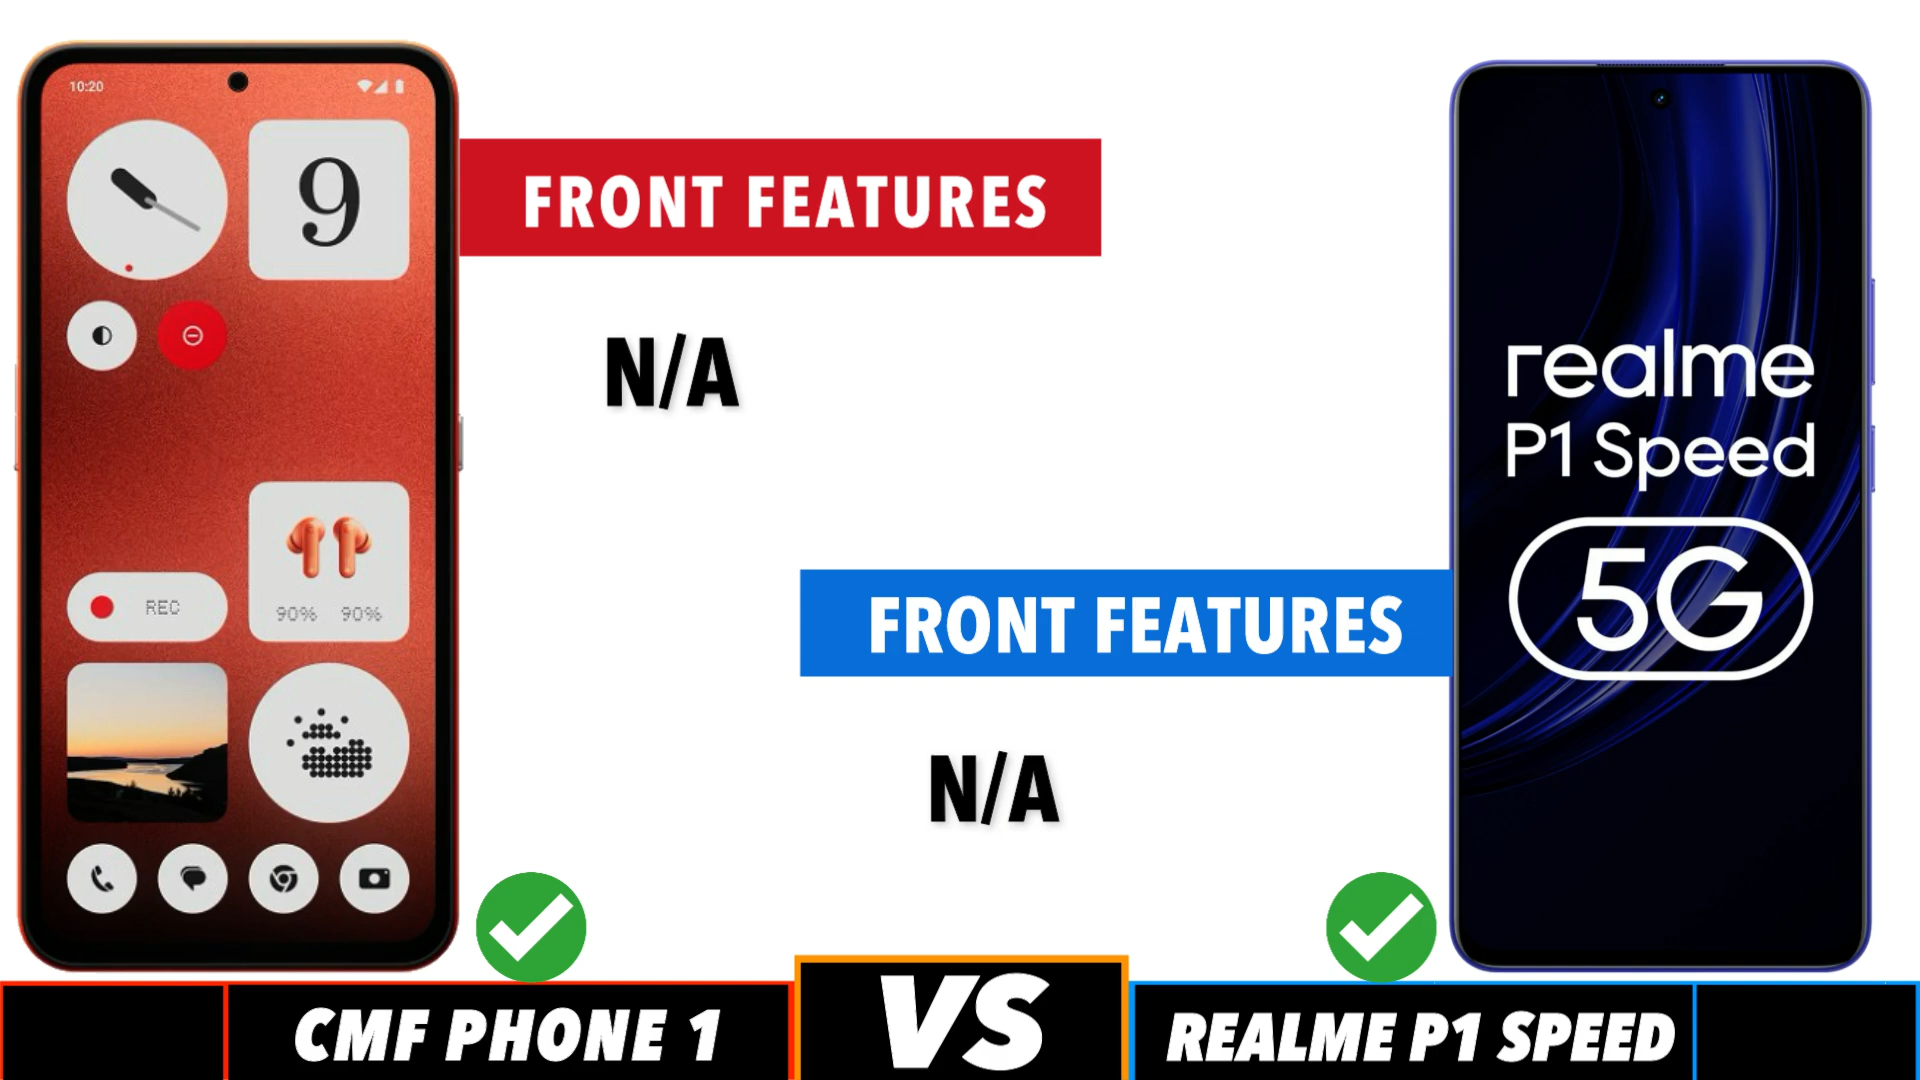 10:20
9
REC
90% 90%
FRONT FEATURES
N/A
realme
P1 Speed
5G
FRONT FEATURES
N/A
CMF PHONE 1
VS
REALME P1 SPEED